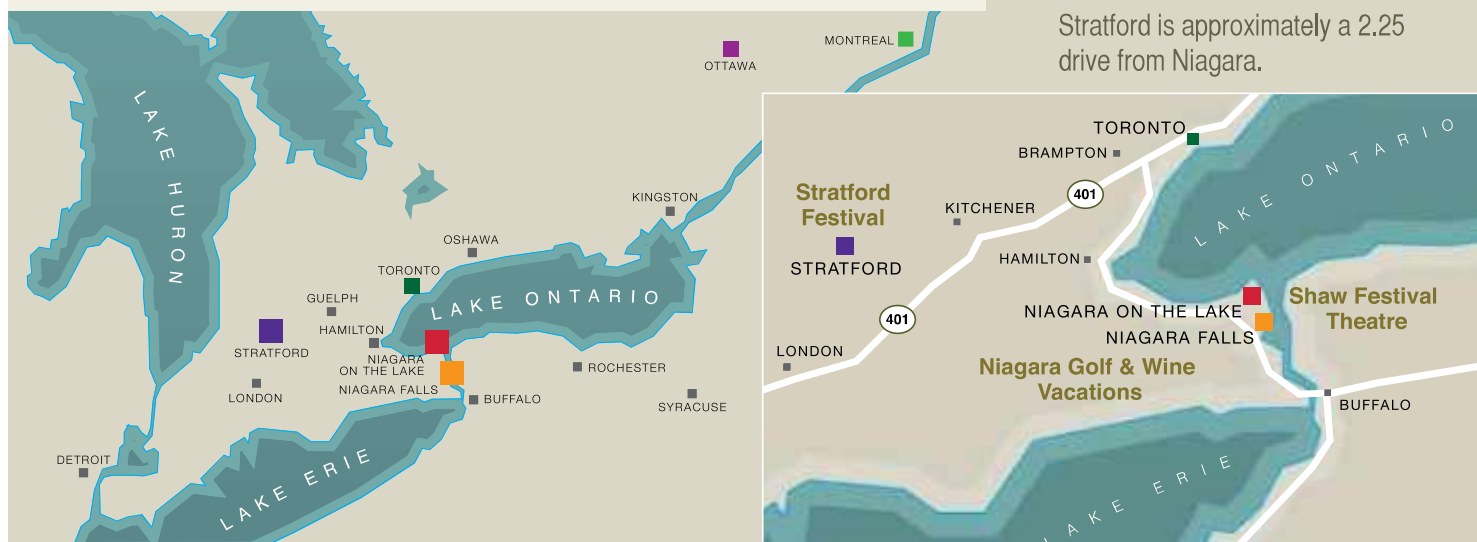 Stratford is approximately a 2.25
drive from Niagara.
MONTREAL
OTTAWA
LAKE HURON
KINGSTON
OSHAWA
TORONTO
LAKE ONTARIO
GUELPH
HAMILTON
STRATFORD
NIAGARA
ON THE LAKE
NIAGARA FALLS
LONDON
ROCHESTER
BUFFALO
SYRACUSE
DETROIT
LAKE ERIE
TORONTO
BRAMPTON
LAKE ONTARIO
401
Stratford
Festival
KITCHENER
STRATFORD
HAMILTON
NIAGARA ON THE LAKE
NIAGARA FALLS
Shaw Festival
Theatre
401
LONDON
Niagara Golf & Wine
Vacations
BUFFALO
LAKE ERIE